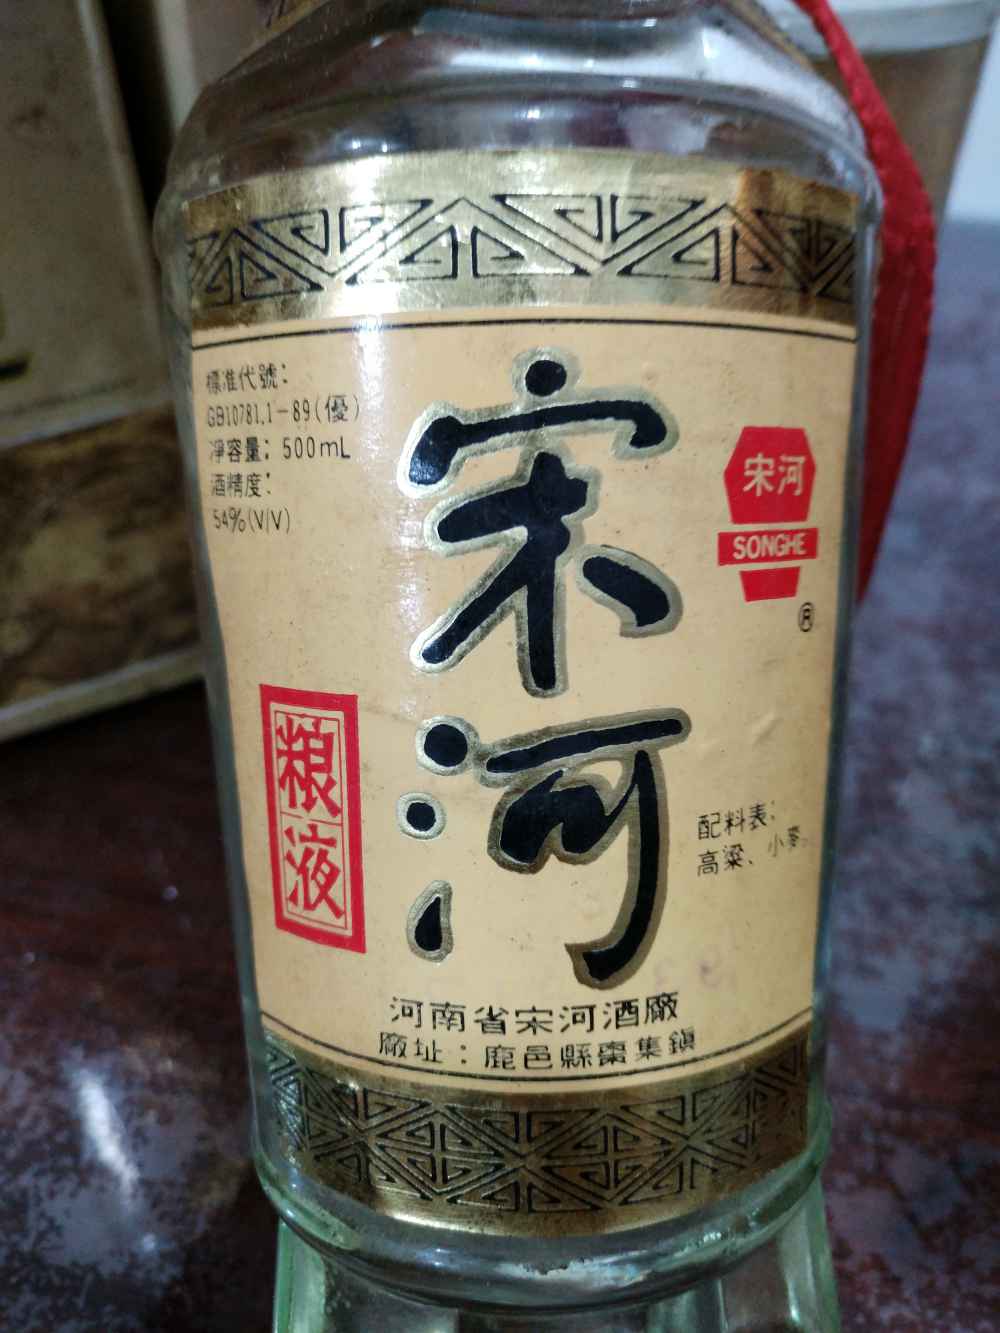 標准代號：
GB10781.1-89(優)
凈容量：500mL
酒精度：
54%(V/V)
宋河
宋河
SONGHE
®
粮液
配料表：
高粱、小麥。
河南省宋河酒廠
廠址：鹿邑縣棗集鎮